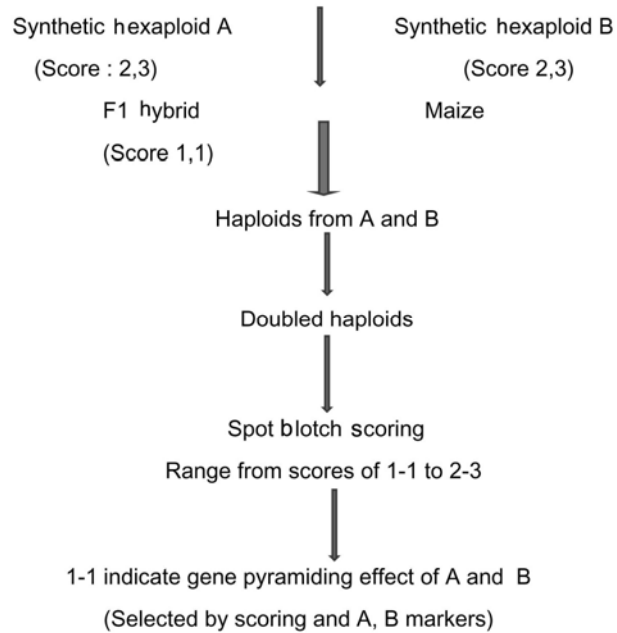 Synthetic hexaploid A Synthetic hexaploid B
(Score : 2,3) (Score 2,3)
F1 hybrid Maize
(Score 1,1)
Haploids from A and B
Doubled haploids
Spot blotch scoring
Range from scores of 1-1 to 2-3
1-1 indicate gene pyramiding effect of A and B
(Selected by scoring and A, B markers)